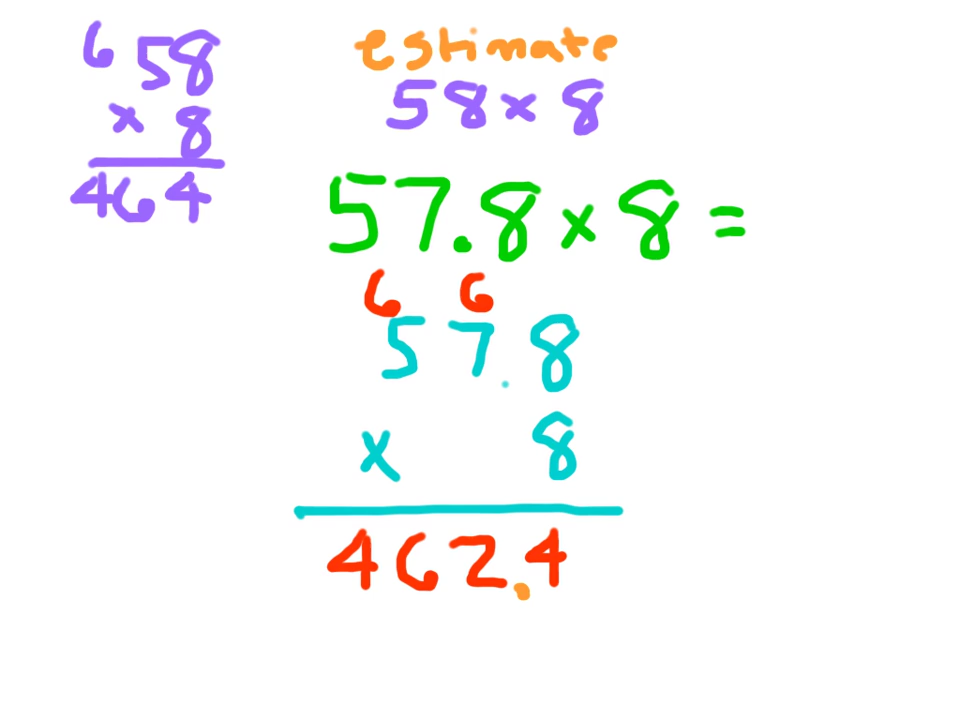 6
58
x 8
464
estimate
58 x 8
57.8 x 8 =
6 6
57.8
x 8
462.4